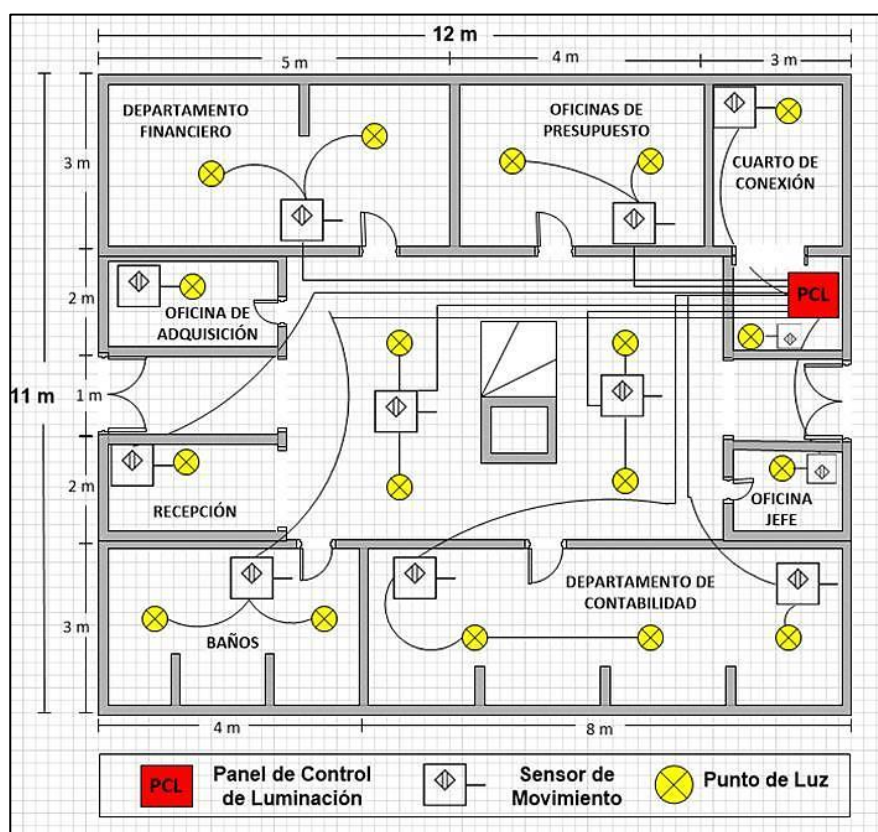 12 m
5 m
4 m
3 m
DEPARTAMENTO
FINANCIERO
OFICINAS DE
PRESUPUESTO
CUARTO DE
CONEXIÓN
3 m
2 m
OFICINA DE
ADQUISICIÓN
PCL
11 m
1 m
2 m
RECEPCIÓN
OFICINA
JEFE
3 m
BAÑOS
DEPARTAMENTO DE
CONTABILIDAD
4 m
8 m
PCL
Panel de Control
de Luminación
Sensor de
Movimiento
Punto de Luz